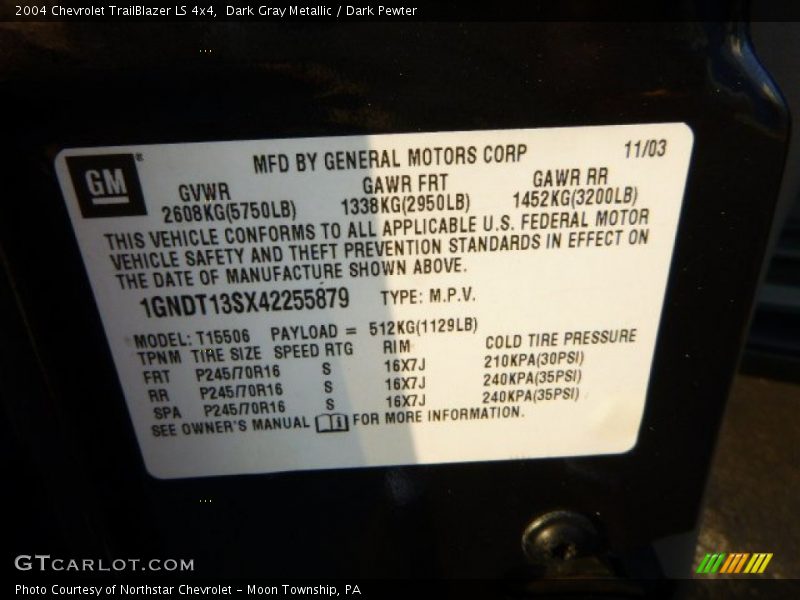 2004 Chevrolet TrailBlazer LS 4x4,  Dark Gray Metallic / Dark Pewter
GM®
MFD BY GENERAL MOTORS CORP 11/03
GVWR GAWR FRT GAWR RR
2608KG(5750LB) 1338KG(2950LB) 1452KG(3200LB)
THIS VEHICLE CONFORMS TO ALL APPLICABLE U.S. FEDERAL MOTOR
VEHICLE SAFETY AND THEFT PREVENTION STANDARDS IN EFFECT ON
THE DATE OF MANUFACTURE SHOWN ABOVE.
1GNDT13SX42255879 TYPE: M.P.V.
MODEL: T15506 PAYLOAD = 512KG(1129LB)
TPNM TIRE SIZE SPEED RTG RIM COLD TIRE PRESSURE
FRT P245/70R16 S 16X7J 210KPA(30PSI)
RR P245/70R16 S 16X7J 240KPA(35PSI)
SPA P245/70R16 S 16X7J 240KPA(35PSI)
SEE OWNER'S MANUAL FOR MORE INFORMATION.
GTCARLOT.COM
Photo Courtesy of Northstar Chevrolet - Moon Township, PA